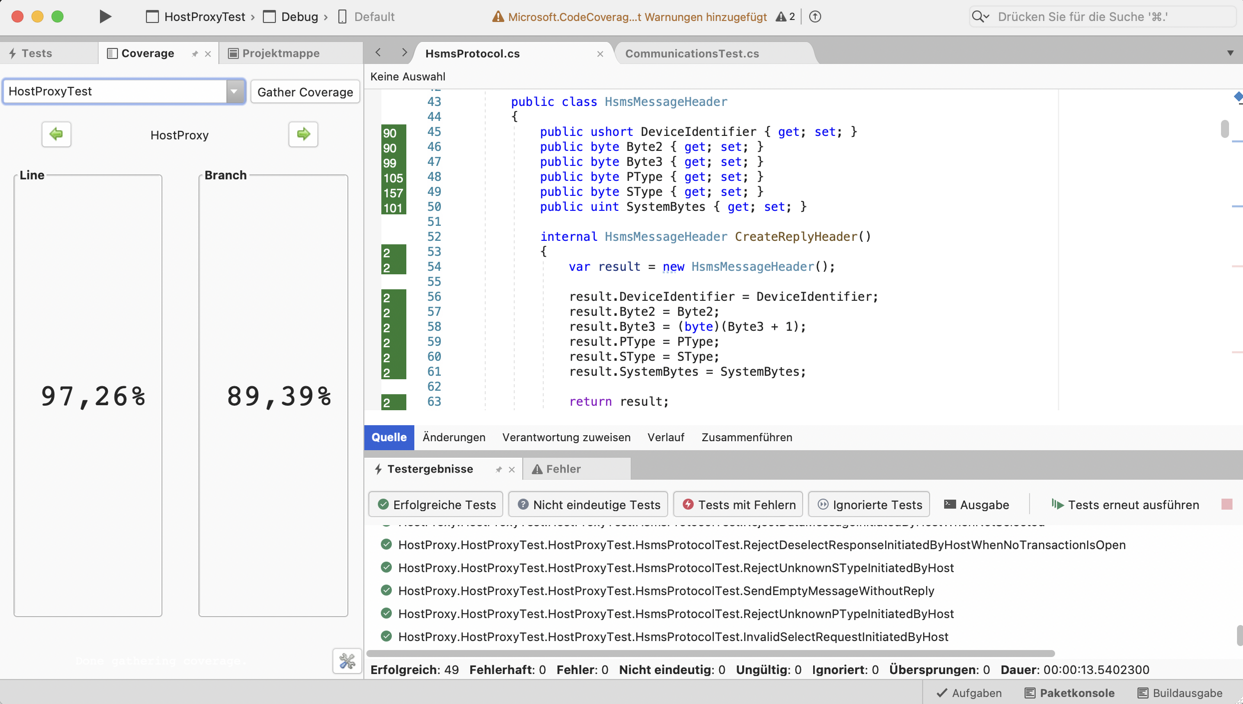 HostProxyTest › Debug › Default
Microsoft.CodeCoverag…t Warnungen hinzugefügt 2
Drücken Sie für die Suche '⌘.'
Tests
Coverage
Projektmappe
HsmsProtocol.cs
CommunicationsTest.cs
HostProxyTest
Gather Coverage
HostProxy
Line
Branch
97,26%
89,39%
Keine Auswahl
43 public class HsmsMessageHeader
44 {
90 45 public ushort DeviceIdentifier { get; set; }
90 46 public byte Byte2 { get; set; }
99 47 public byte Byte3 { get; set; }
105 48 public byte PType { get; set; }
157 49 public byte SType { get; set; }
101 50 public uint SystemBytes { get; set; }
51
52 internal HsmsMessageHeader CreateReplyHeader()
2 53 {
2 54 var result = new HsmsMessageHeader();
55
2 56 result.DeviceIdentifier = DeviceIdentifier;
2 57 result.Byte2 = Byte2;
2 58 result.Byte3 = (byte)(Byte3 + 1);
2 59 result.PType = PType;
2 60 result.SType = SType;
2 61 result.SystemBytes = SystemBytes;
62
2 63 return result;
Quelle Änderungen Verantwortung zuweisen Verlauf Zusammenführen
Testergebnisse
Fehler
Erfolgreiche Tests Nicht eindeutige Tests Tests mit Fehlern Ignorierte Tests Ausgabe Tests erneut ausführen
HostProxy.HostProxyTest.HostProxyTest.HsmsProtocolTest.RejectDeselectResponseInitiatedByHostWhenNoTransactionIsOpen
HostProxy.HostProxyTest.HostProxyTest.HsmsProtocolTest.RejectUnknownSTypeInitiatedByHost
HostProxy.HostProxyTest.HostProxyTest.HsmsProtocolTest.SendEmptyMessageWithoutReply
HostProxy.HostProxyTest.HostProxyTest.HsmsProtocolTest.RejectUnknownPTypeInitiatedByHost
HostProxy.HostProxyTest.HostProxyTest.HsmsProtocolTest.InvalidSelectRequestInitiatedByHost
Erfolgreich: 49 Fehlerhaft: 0 Fehler: 0 Nicht eindeutig: 0 Ungültig: 0 Ignoriert: 0 Übersprungen: 0 Dauer: 00:00:13.5402300
Aufgaben Paketkonsole Buildausgabe